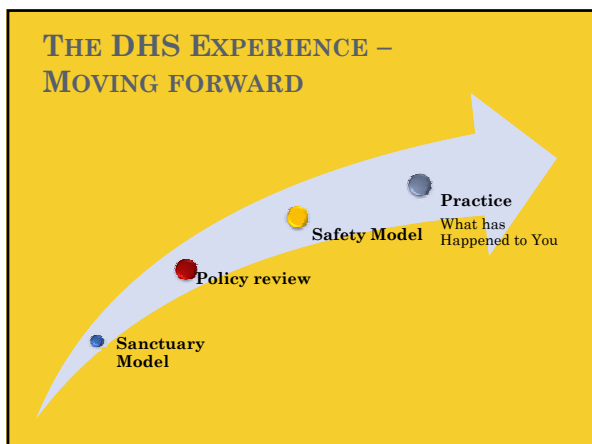 THE DHS EXPERIENCE –
MOVING FORWARD
Practice
What has
Happened to You
Safety Model
Policy review
Sanctuary
Model